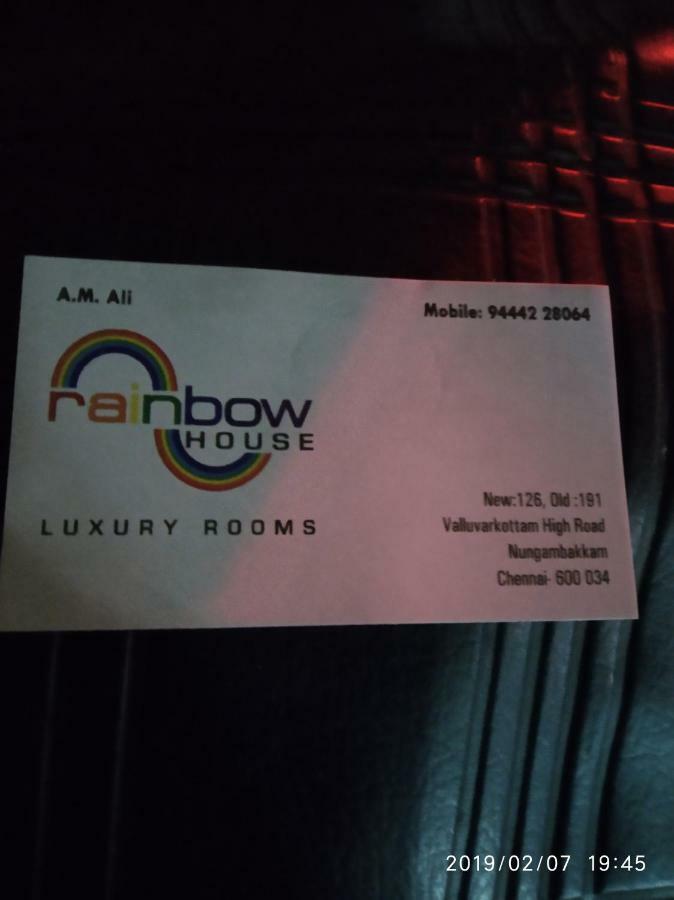 A.M. Ali
Mobile: 94442 28064
rainbow
HOUSE
LUXURY ROOMS
New:126, Old :191
Valluvarkottam High Road
Nungambakkam
Chennai- 600 034
2019/02/07 19:45